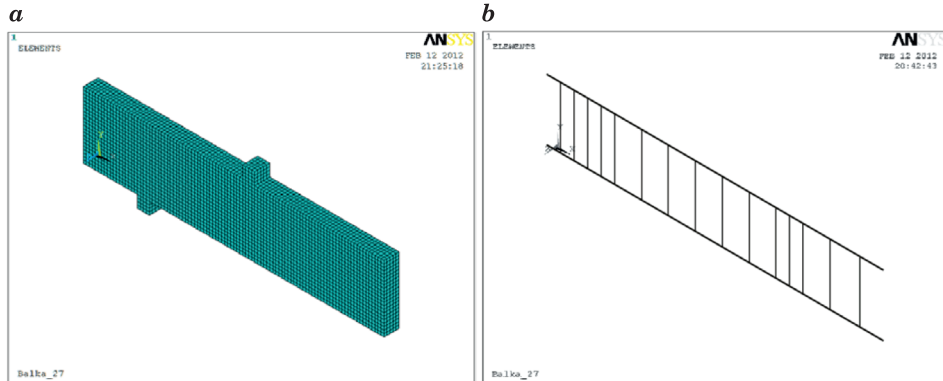 a
1
ELEMENTS
ANSYS
FEB 12 2012
21:25:18
Y
Balka_27
b
1
ELEMENTS
ANSYS
FEB 12 2012
20:42:43
Y
X
Balka_27